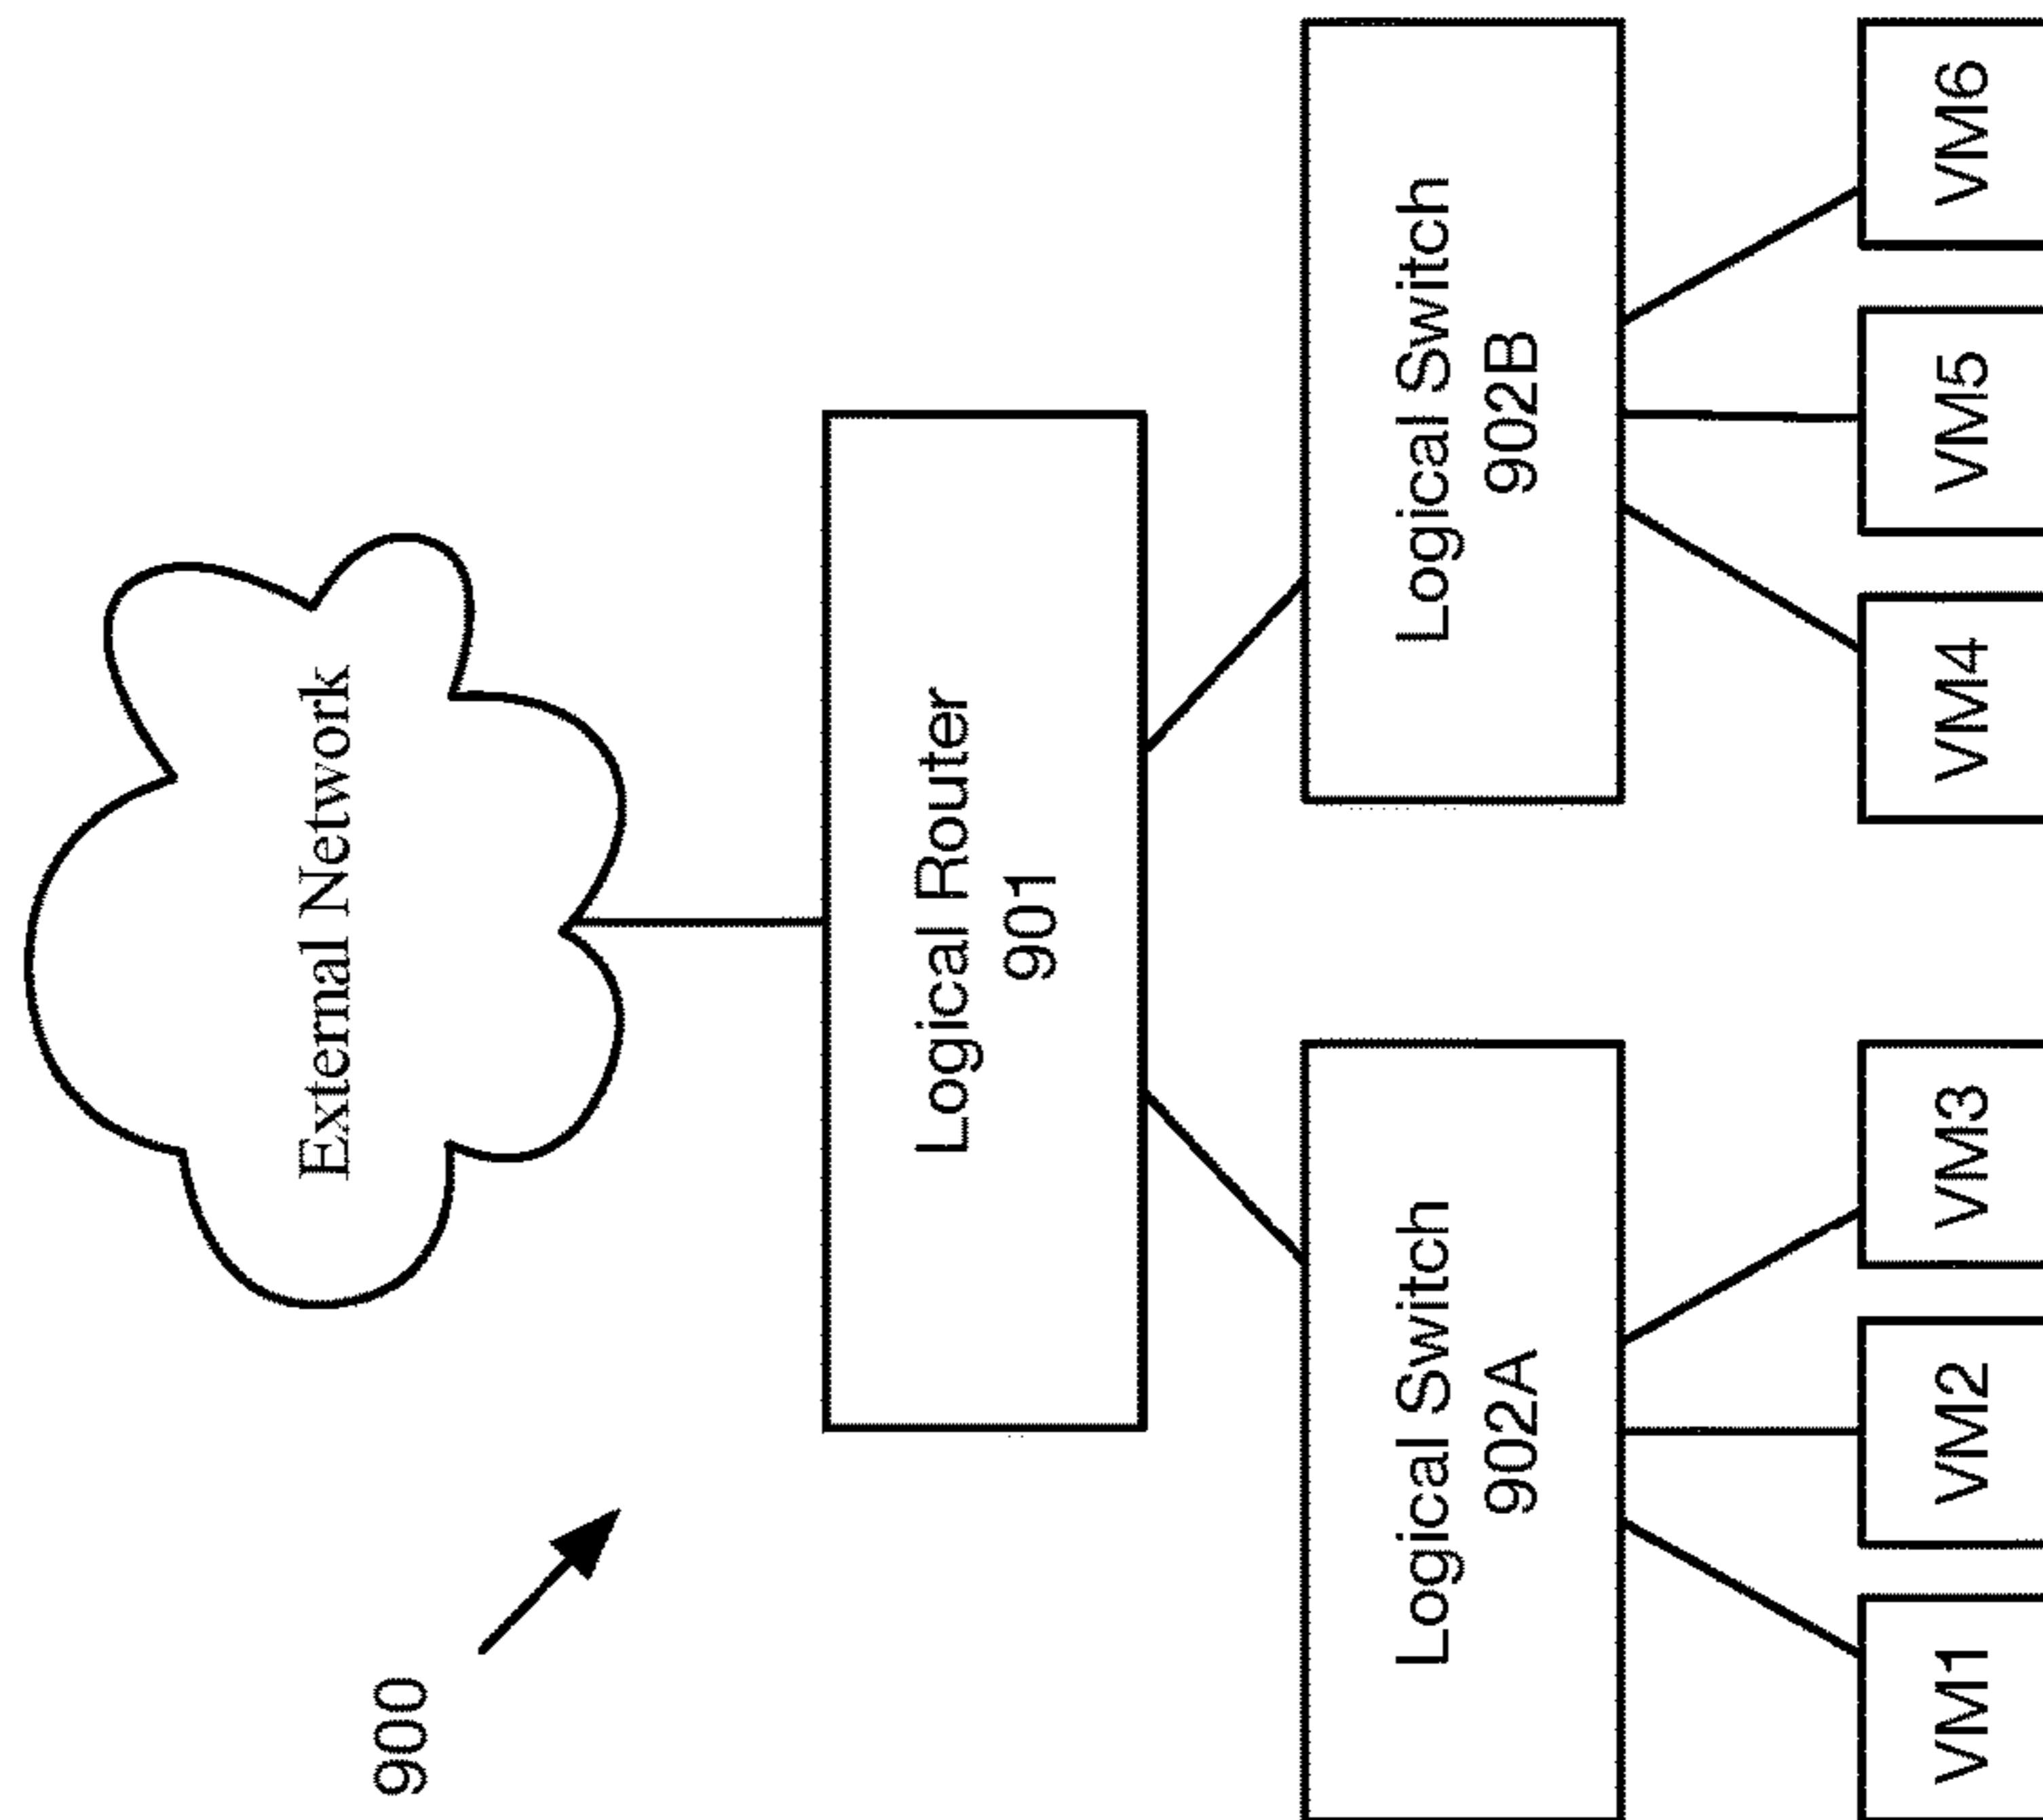 900
External Network
Logical Router
901
Logical Switch
902A
Logical Switch
902B
VM1
VM2
VM3
VM4
VM5
VM6